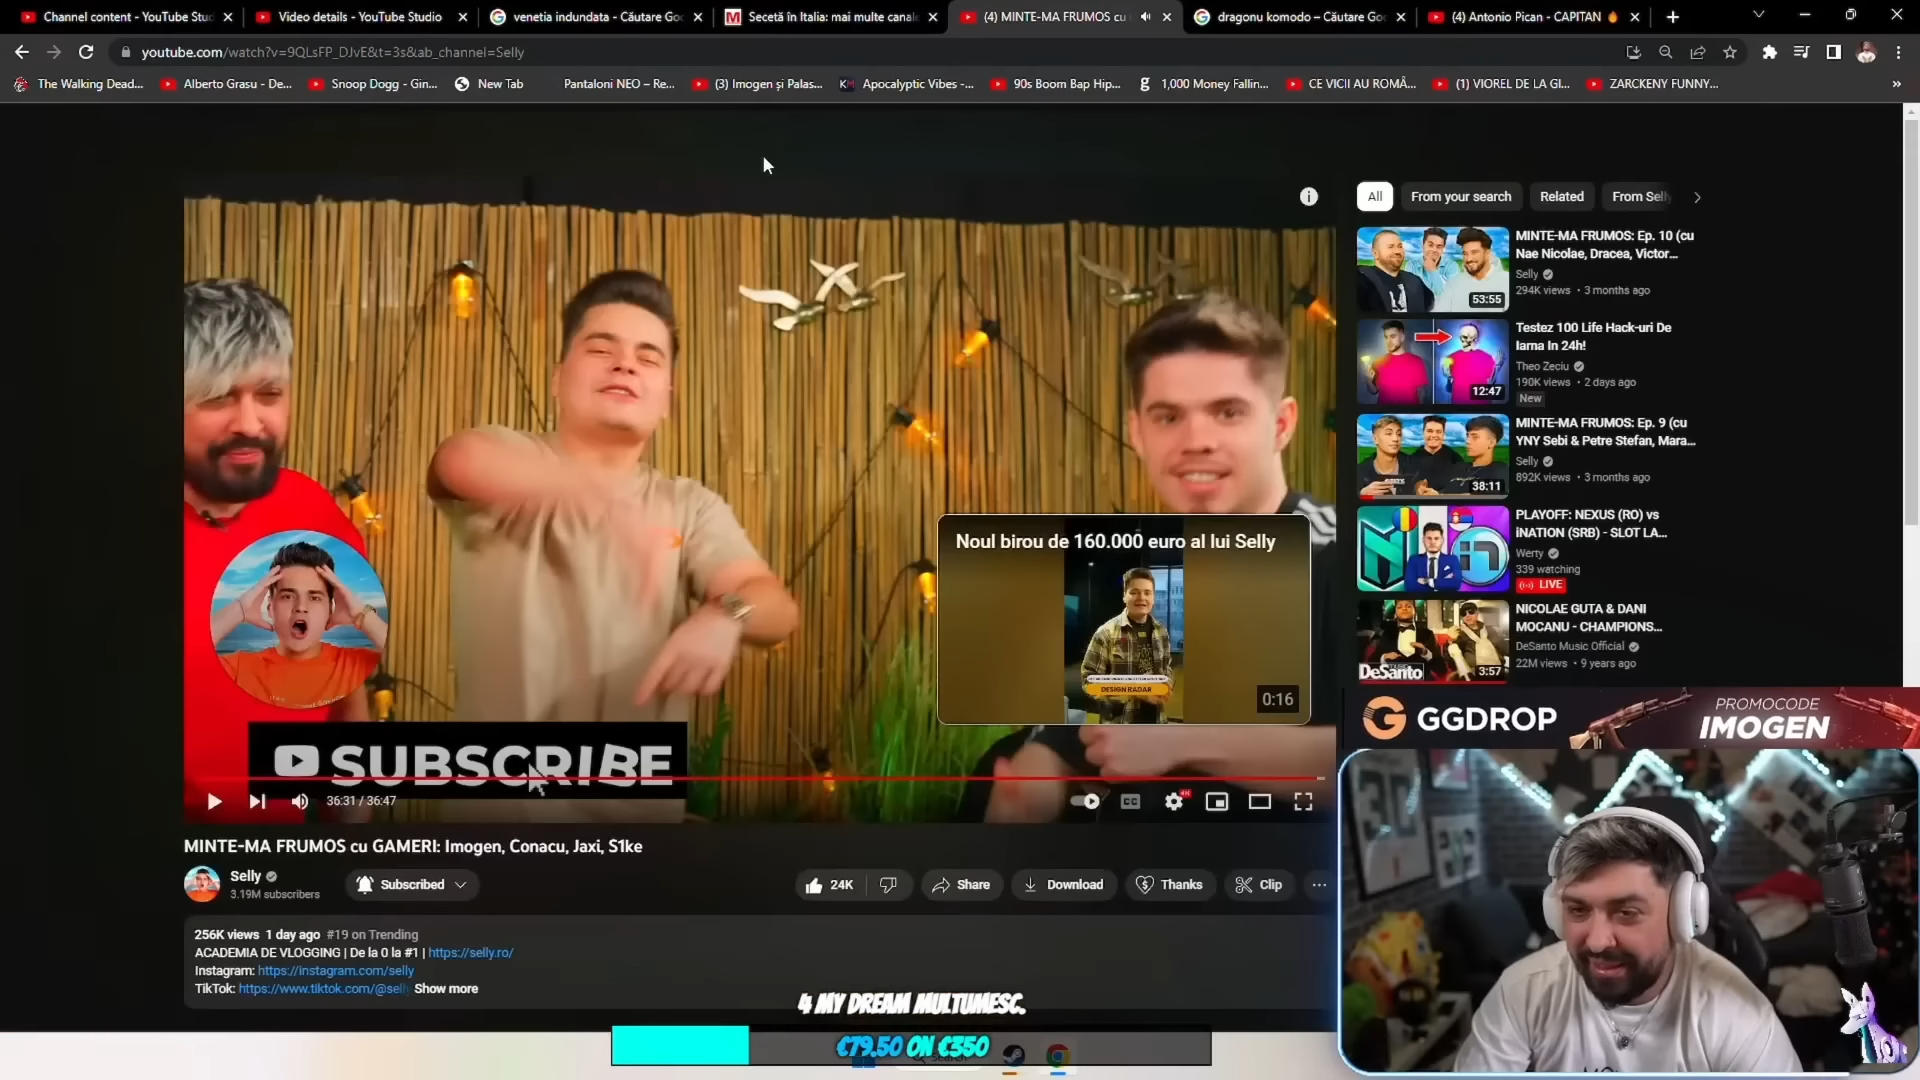 Channel content - YouTube Stud
Video details - YouTube Studio
venetia indundata - Căutare Goo
Secetă în Italia: mai multe canale
(4) MINTE-MA FRUMOS cu
dragonu komodo – Căutare Goo
(4) Antonio Pican - CAPITAN
youtube.com/watch?v=9QLsFP_DJvE&t=3s&ab_channel=Selly
The Walking Dead...
Alberto Grasu - De...
Snoop Dogg - Gin...
New Tab
Pantaloni NEO – Re...
(3) Imogen și Palas...
Apocalyptic Vibes -...
90s Boom Bap Hip...
1,000 Money Fallin...
CE VICII AU ROMÂ...
(1) VIOREL DE LA GI...
ZARCKENY FUNNY...
All
From your search
Related
From Selly
MINTE-MA FRUMOS: Ep. 10 (cu
Nae Nicolae, Dracea, Victor...
Selly
294K views • 3 months ago
53:55
Testez 100 Life Hack-uri De
Iarna In 24h!
Theo Zeciu
190K views • 2 days ago
New
12:47
MINTE-MA FRUMOS: Ep. 9 (cu
YNY Sebi & Petre Stefan, Mara...
Selly
892K views • 3 months ago
38:11
PLAYOFF: NEXUS (RO) vs
iNATION (SRB) - SLOT LA...
Werty
339 watching
LIVE
NICOLAE GUTA & DANI
MOCANU - CHAMPIONS...
DeSanto Music Official
22M views • 9 years ago
DeSanto
3:57
Noul birou de 160.000 euro al lui Selly
DESIGN RADAR
0:16
SUBSCRIBE
36:31 / 36:47
MINTE-MA FRUMOS cu GAMERI: Imogen, Conacu, Jaxi, S1ke
Selly
3.19M subscribers
Subscribed
24K
Share
Download
Thanks
Clip
256K views 1 day ago #19 on Trending
ACADEMIA DE VLOGGING | De la 0 la #1 | https://selly.ro/
Instagram: https://instagram.com/selly
TikTok: https://www.tiktok.com/@selly Show more
GGDROP
PROMOCODE
IMOGEN
4 MY DREAM MULTUMESC.
€79.50 ON €350